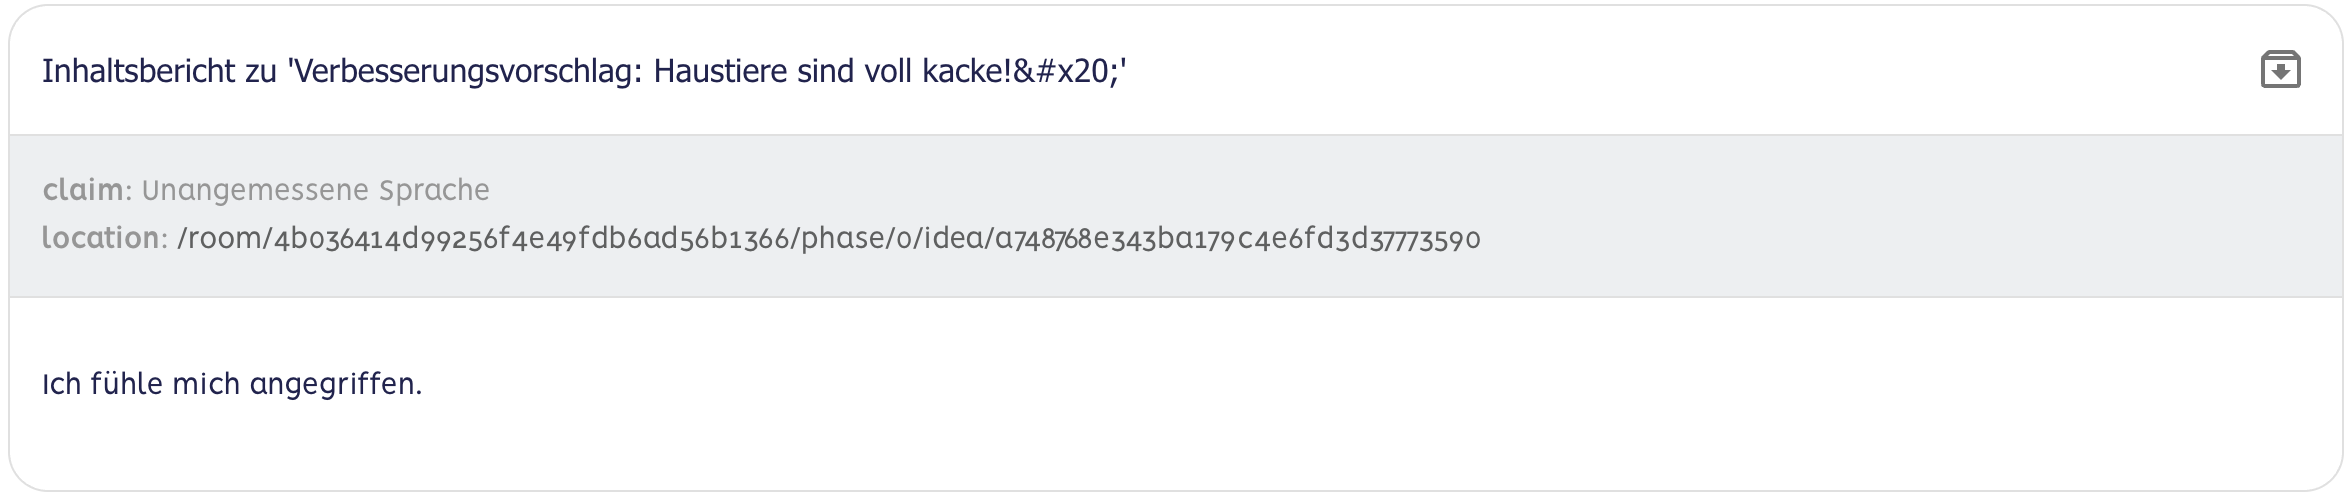 Inhaltsbericht zu 'Verbesserungsvorschlag: Haustiere sind voll kacke!&#x20;'
claim: Unangemessene Sprache
location: /room/4b036414d99256f4e49fdb6ad56b1366/phase/0/idea/a748768e343ba179c4e6fd3d37773590
Ich fühle mich angegriffen.